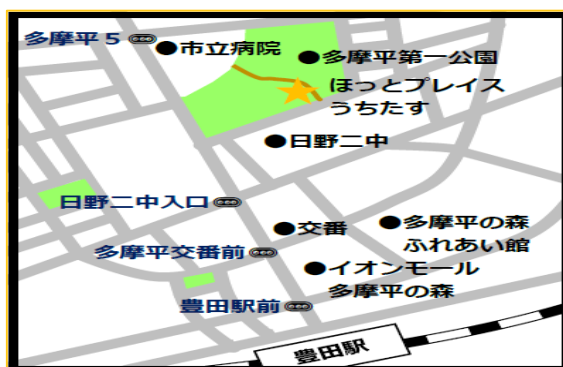 多摩平5
●市立病院
●多摩平第一公園
ほっとプレイス
うちたす
●日野二中
日野二中入口
●交番
●多摩平の森
ふれあい館
多摩平交番前
●イオンモール
多摩平の森
豊田駅前
豊田駅